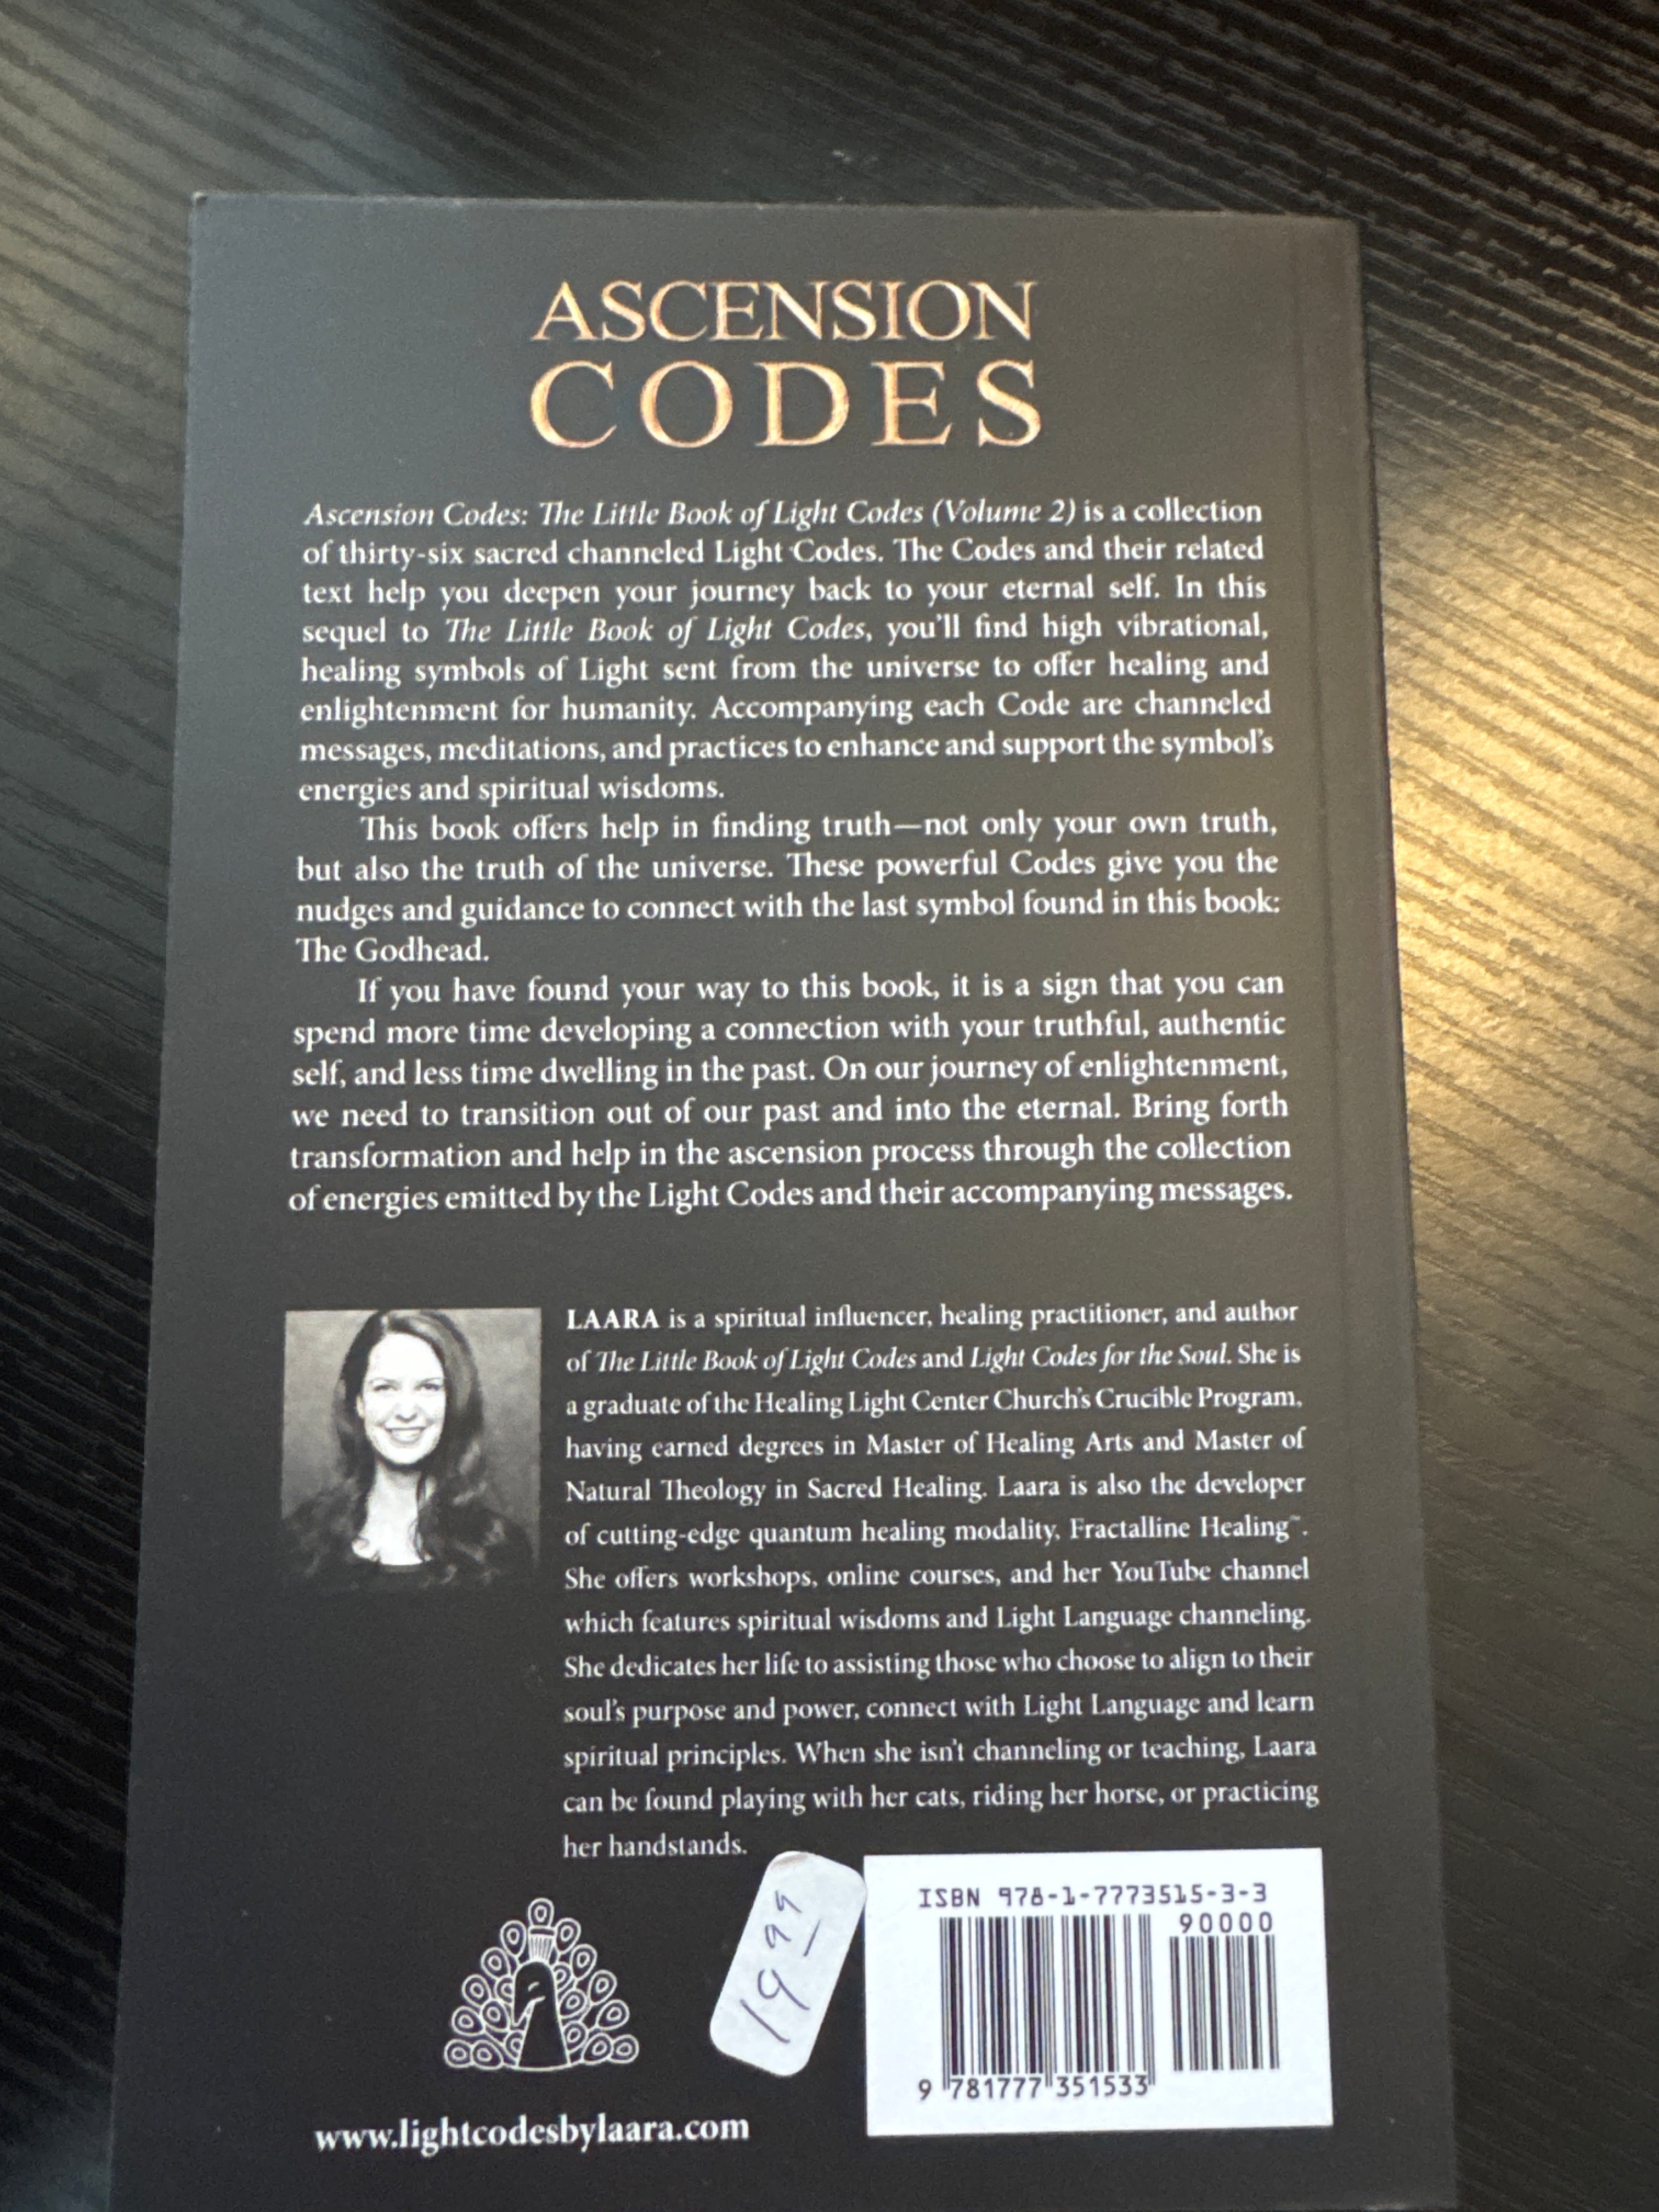 ASCENSION
CODES
Ascension Codes: The Little Book of Light Codes (Volume 2) is a collection
of thirty-six sacred channeled Light Codes. The Codes and their related
text help you deepen your journey back to your eternal self. In this
sequel to The Little Book of Light Codes, you'll find high vibrational,
healing symbols of Light sent from the universe to offer healing and
enlightenment for humanity. Accompanying each Code are channeled
messages, meditations, and practices to enhance and support the symbol's
energies and spiritual wisdoms.
This book offers help in finding truth—not only your own truth,
but also the truth of the universe. These powerful Codes give you the
nudges and guidance to connect with the last symbol found in this book:
The Godhead.
If you have found your way to this book, it is a sign that you can
spend more time developing a connection with your truthful, authentic
self, and less time dwelling in the past. On our journey of enlightenment,
we need to transition out of our past and into the eternal. Bring forth
transformation and help in the ascension process through the collection
of energies emitted by the Light Codes and their accompanying messages.
LAARA is a spiritual influencer, healing practitioner, and author
of The Little Book of Light Codes and Light Codes for the Soul. She is
a graduate of the Healing Light Center Church's Crucible Program,
having earned degrees in Master of Healing Arts and Master of
Natural Theology in Sacred Healing. Laara is also the developer
of cutting-edge quantum healing modality, Fractalline Healing™.
She offers workshops, online courses, and her YouTube channel
which features spiritual wisdoms and Light Language channeling.
She dedicates her life to assisting those who choose to align to their
soul's purpose and power, connect with Light Language and learn
spiritual principles. When she isn't channeling or teaching, Laara
can be found playing with her cats, riding her horse, or practicing
her handstands.
19 99
ISBN 978-1-7773515-3-3
90000
9 781777 351533
www.lightcodesbylaara.com